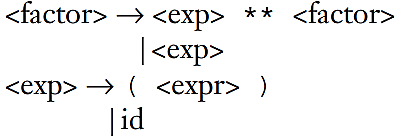 <factor> → <exp> ** <factor>
| <exp>
<exp> → ( <expr> )
| id